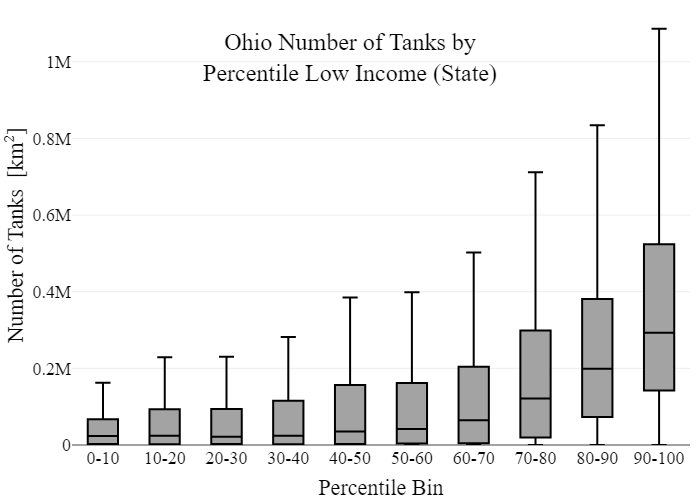 Ohio Number of Tanks by
Percentile Low Income (State)
Number of Tanks [km²]
1M
0.8M
0.6M
0.4M
0.2M
0
0-10 10-20 20-30 30-40 40-50 50-60 60-70 70-80 80-90 90-100
Percentile Bin